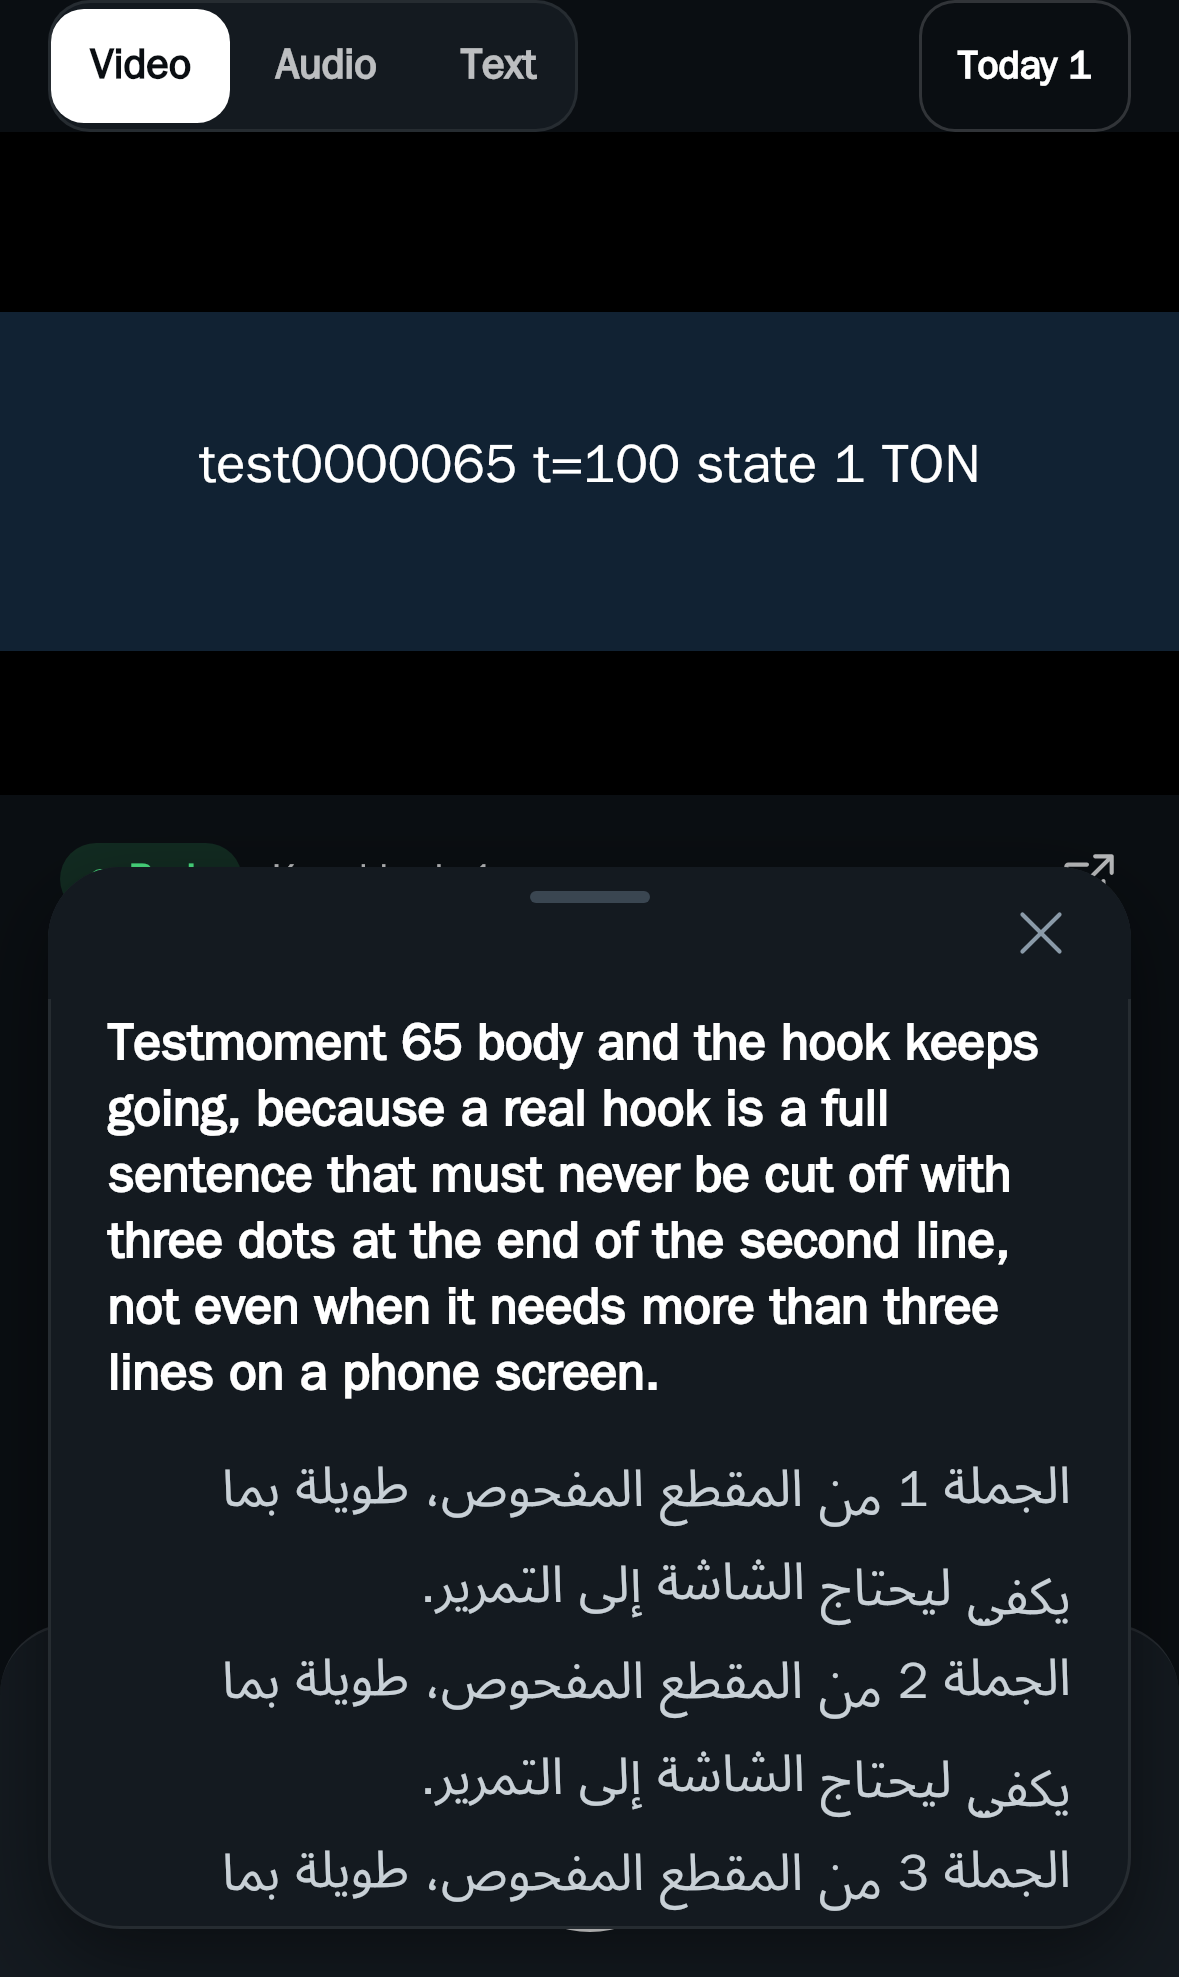 Video Audio Text Today 1
test0000065 t=100 state 1 TON
Testmoment 65 body and the hook keeps
going, because a real hook is a full
sentence that must never be cut off with
three dots at the end of the second line,
not even when it needs more than three
lines on a phone screen.
الجملة 1 من المقطع المفحوص، طويلة بما
يكفي ليحتاج الشاشة إلى التمرير.
الجملة 2 من المقطع المفحوص، طويلة بما
يكفي ليحتاج الشاشة إلى التمرير.
الجملة 3 من المقطع المفحوص، طويلة بما